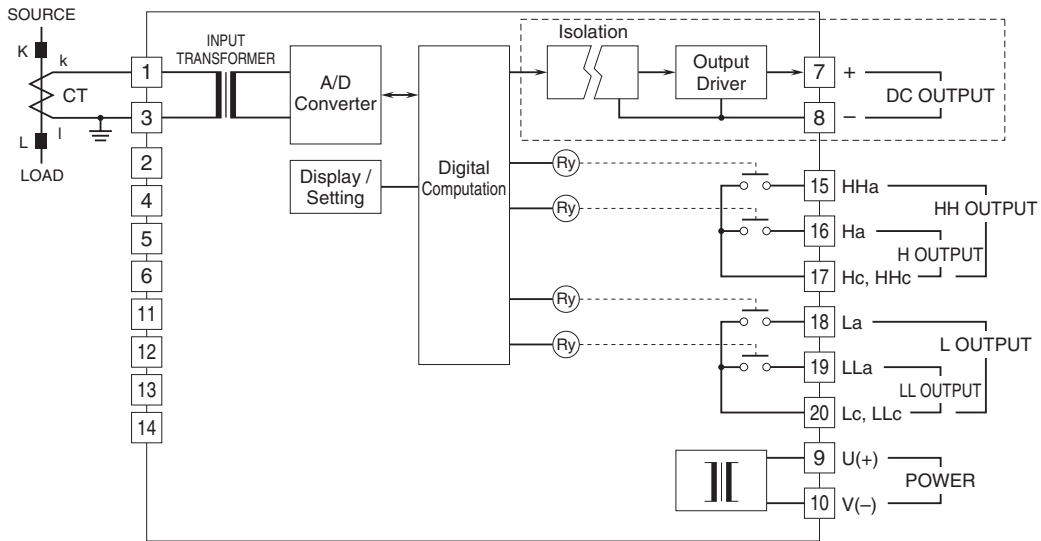 SOURCE
K
k
CT
l
L
LOAD
1
3
2
4
5
6
11
12
13
14
INPUT
TRANSFORMER
A/D
Converter
Display /
Setting
Digital
Computation
Isolation
Output
Driver
7 +
8 –
DC OUTPUT
Ry
Ry
Ry
Ry
15 HHa
16 Ha
17 Hc, HHc
HH OUTPUT
H OUTPUT
18 La
19 LLa
20 Lc, LLc
L OUTPUT
LL OUTPUT
9 U(+)
10 V(–)
POWER